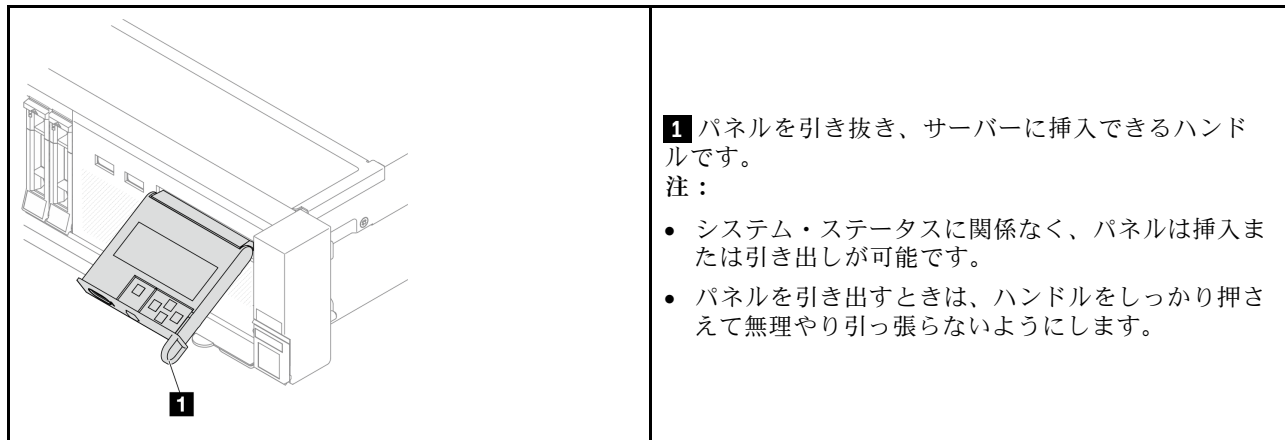 1
1 パネルを引き抜き、サーバーに挿入できるハンド
ルです。
注：
• システム・ステータスに関係なく、パネルは挿入ま
たは引き出しが可能です。
• パネルを引き出すときは、ハンドルをしっかり押さ
えて無理やり引っ張らないようにします。